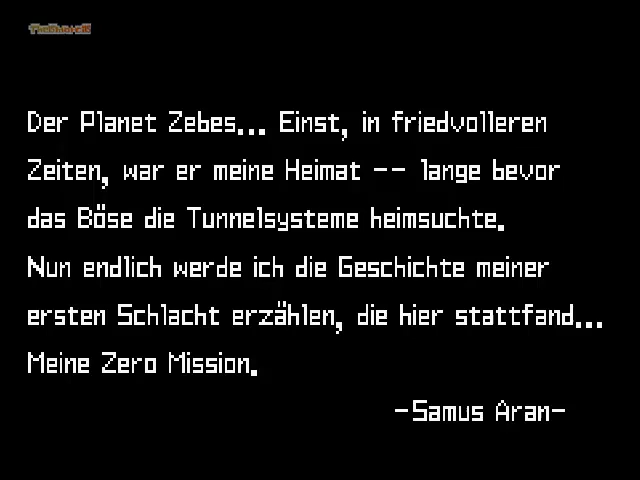 Der Planet Zebes... Einst, in friedvolleren
Zeiten, war er meine Heimat -- lange bevor
das Böse die Tunnelsysteme heimsuchte.
Nun endlich werde ich die Geschichte meiner
ersten Schlacht erzählen, die hier stattfand...
Meine Zero Mission.
-Samus Aran-